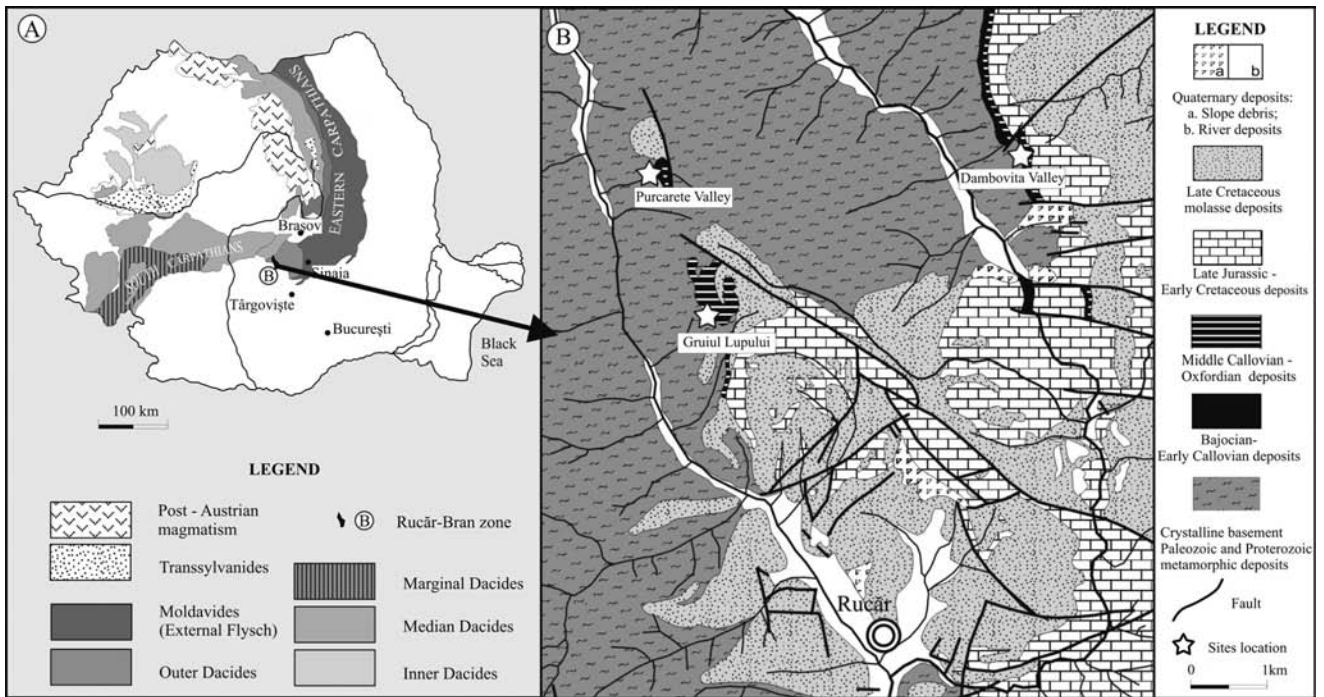 A
EASTERN CARPATHIANS
SOUTH CARPATHIANS
Braşov
B
Sinaia
Târgovişte
Bucureşti
Black
Sea
100 km
LEGEND
Post - Austrian
magmatism
Transsylvanides
Moldavides
(External Flysch)
Outer Dacides
B
Rucăr-Bran zone
Marginal Dacides
Median Dacides
Inner Dacides
B
Purcarete Valley
Dambovita Valley
Gruiul Lupului
Rucăr
LEGEND
a
b
Quaternary deposits:
a. Slope debris;
b. River deposits
Late Cretaceous
molasse deposits
Late Jurassic -
Early Cretaceous deposits
Middle Callovian -
Oxfordian deposits
Bajocian-
Early Callovian deposits
Crystalline basement
Paleozoic and Proterozoic
metamorphic deposits
Fault
Sites location
0 1km